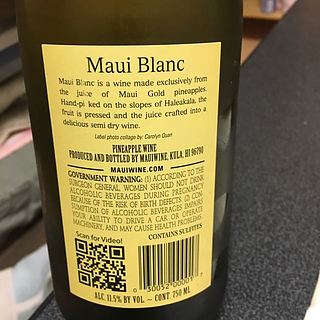 Maui Blanc
Maui Blanc is a wine made exclusively from
the juice of Maui Gold pineapples.
Hand-picked on the slopes of Haleakala, the
fruit is pressed and the juice crafted into a
delicious semi dry wine.
Label photo collage by: Carolyn Quan
PINEAPPLE WINE
PRODUCED AND BOTTLED BY MAUIWINE, KULA, HI 96790
MAUIWINE.COM
GOVERNMENT WARNING: (1) ACCORDING TO THE
SURGEON GENERAL, WOMEN SHOULD NOT DRINK
ALCOHOLIC BEVERAGES DURING PREGNANCY
BECAUSE OF THE RISK OF BIRTH DEFECTS. (2) CON-
SUMPTION OF ALCOHOLIC BEVERAGES IMPAIRS
YOUR ABILITY TO DRIVE A CAR OR OPERATE
MACHINERY, AND MAY CAUSE HEALTH PROBLEMS.
Scan for Video!
CONTAINS SULFITES
0 30052 00001 7
ALC. 11.5% BY VOL ~ CONT. 750 ML